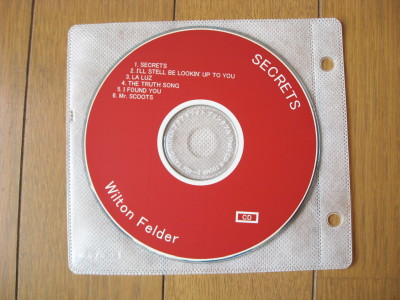 SECRETS
1. SECRETS
2. I'LL STELL BE LOOKIN' UP TO YOU
3. LA LUZ
4. THE TRUTH SONG
5. I FOUND YOU
6. Mr. SCOOTS
CD
Wilton Felder